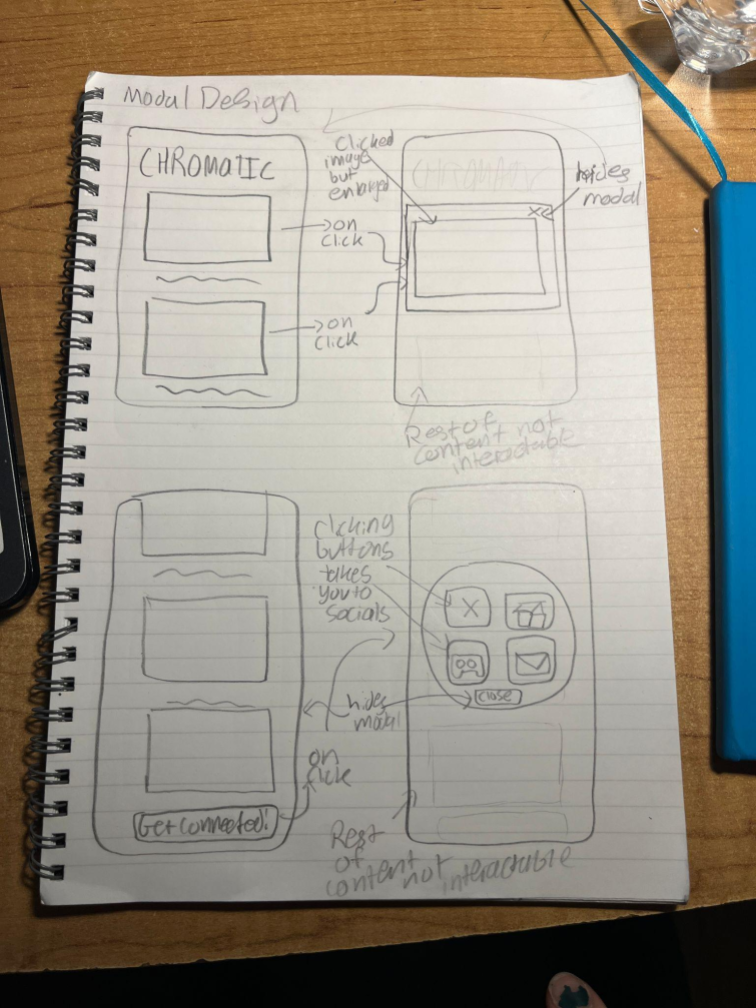 Modal Design
CHROMATIC
Clicked
image
but
enlarged
CHROMATIC
X
hides
modal
on
click
on
click
Rest of
content not
interactable
clcking
buttons
takes
you to
socials
X
close
hides
modal
on
click
Get connected!
Rest
of
content not interactable